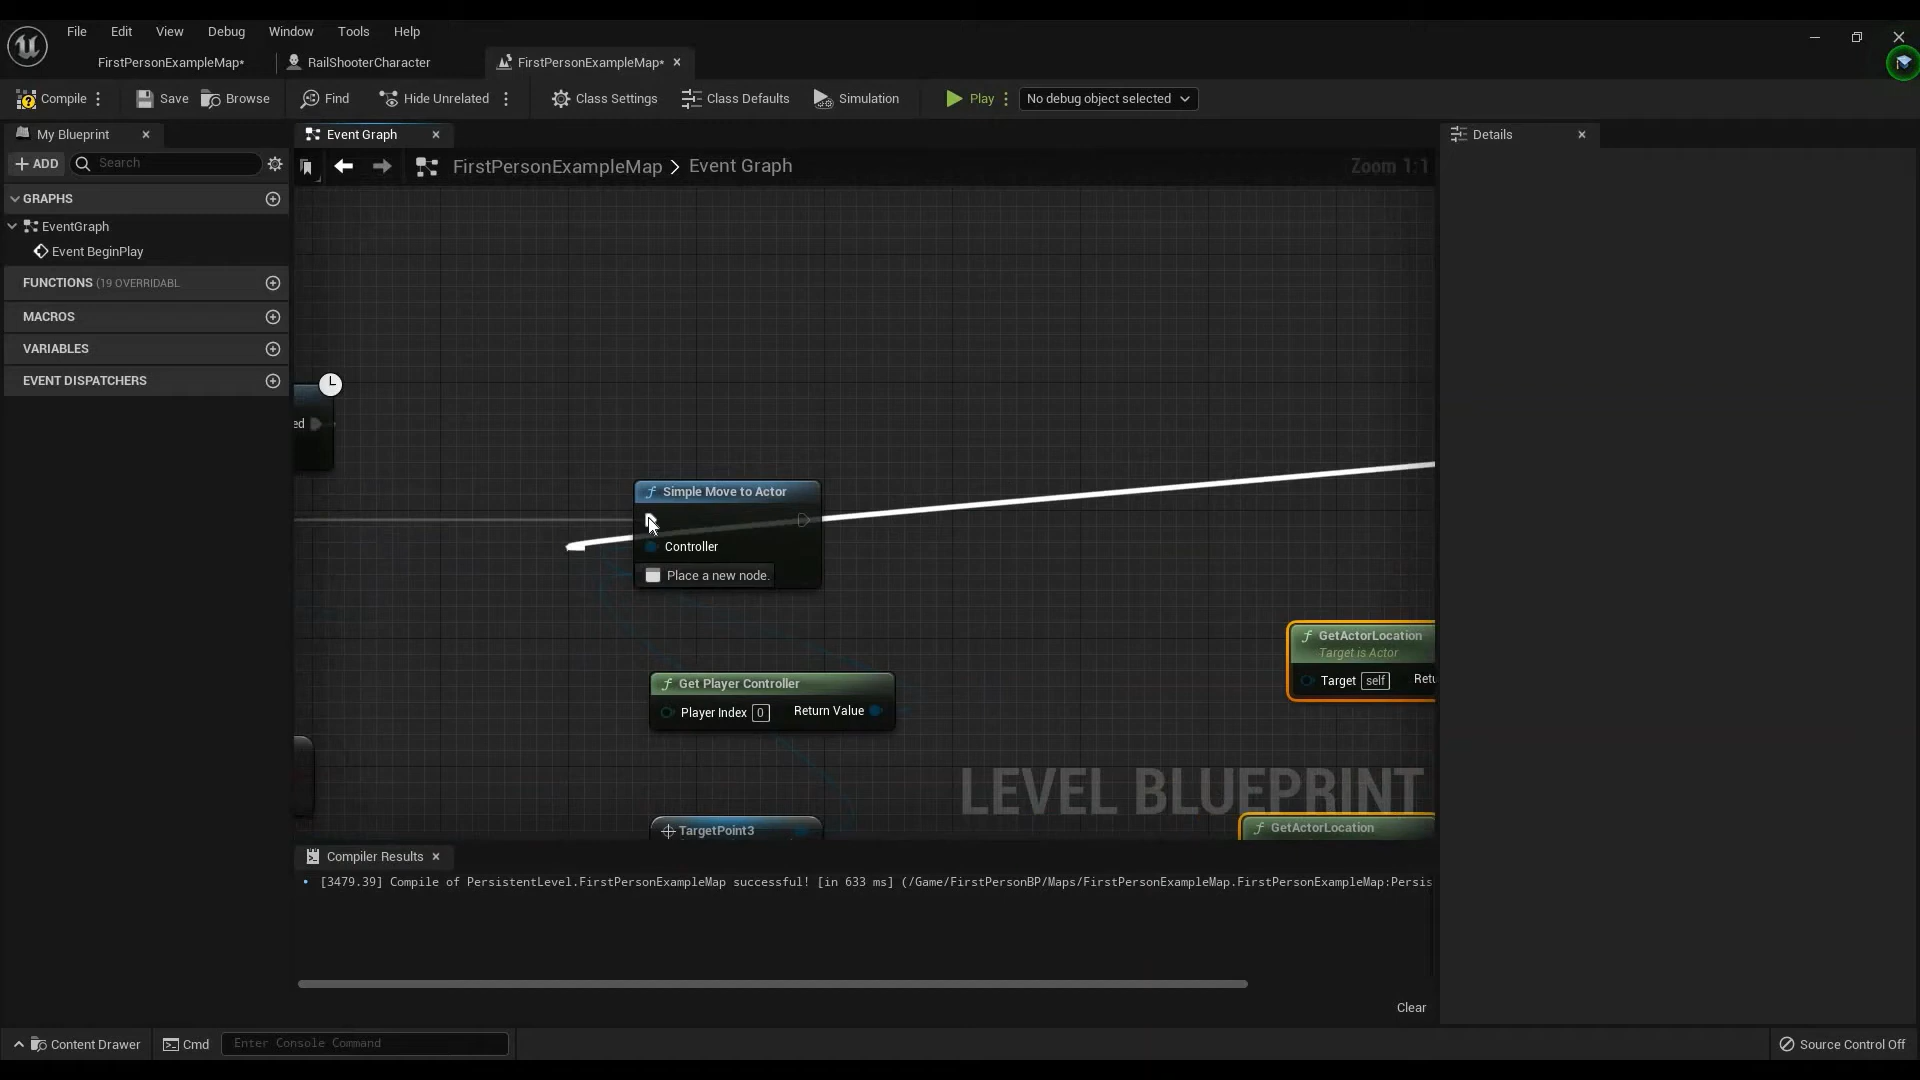 File Edit View Debug Window Tools Help
FirstPersonExampleMap* RailShooterCharacter FirstPersonExampleMap*
Compile Save Browse Find Hide Unrelated Class Settings Class Defaults Simulation Play No debug object selected
My Blueprint Event Graph Details
ADD Search FirstPersonExampleMap > Event Graph Zoom 1:1
GRAPHS
EventGraph
Event BeginPlay
FUNCTIONS (19 OVERRIDABL
MACROS
VARIABLES
EVENT DISPATCHERS
ed
f Simple Move to Actor
Controller
Place a new node.
f GetActorLocation
Target is Actor
Target self Retu
f Get Player Controller
Player Index 0 Return Value
LEVEL BLUEPRINT
TargetPoint3
f GetActorLocation
Compiler Results
[3479.39] Compile of PersistentLevel.FirstPersonExampleMap successful! [in 633 ms] (/Game/FirstPersonBP/Maps/FirstPersonExampleMap.FirstPersonExampleMap:Persis
Clear
Content Drawer Cmd Enter Console Command Source Control Off